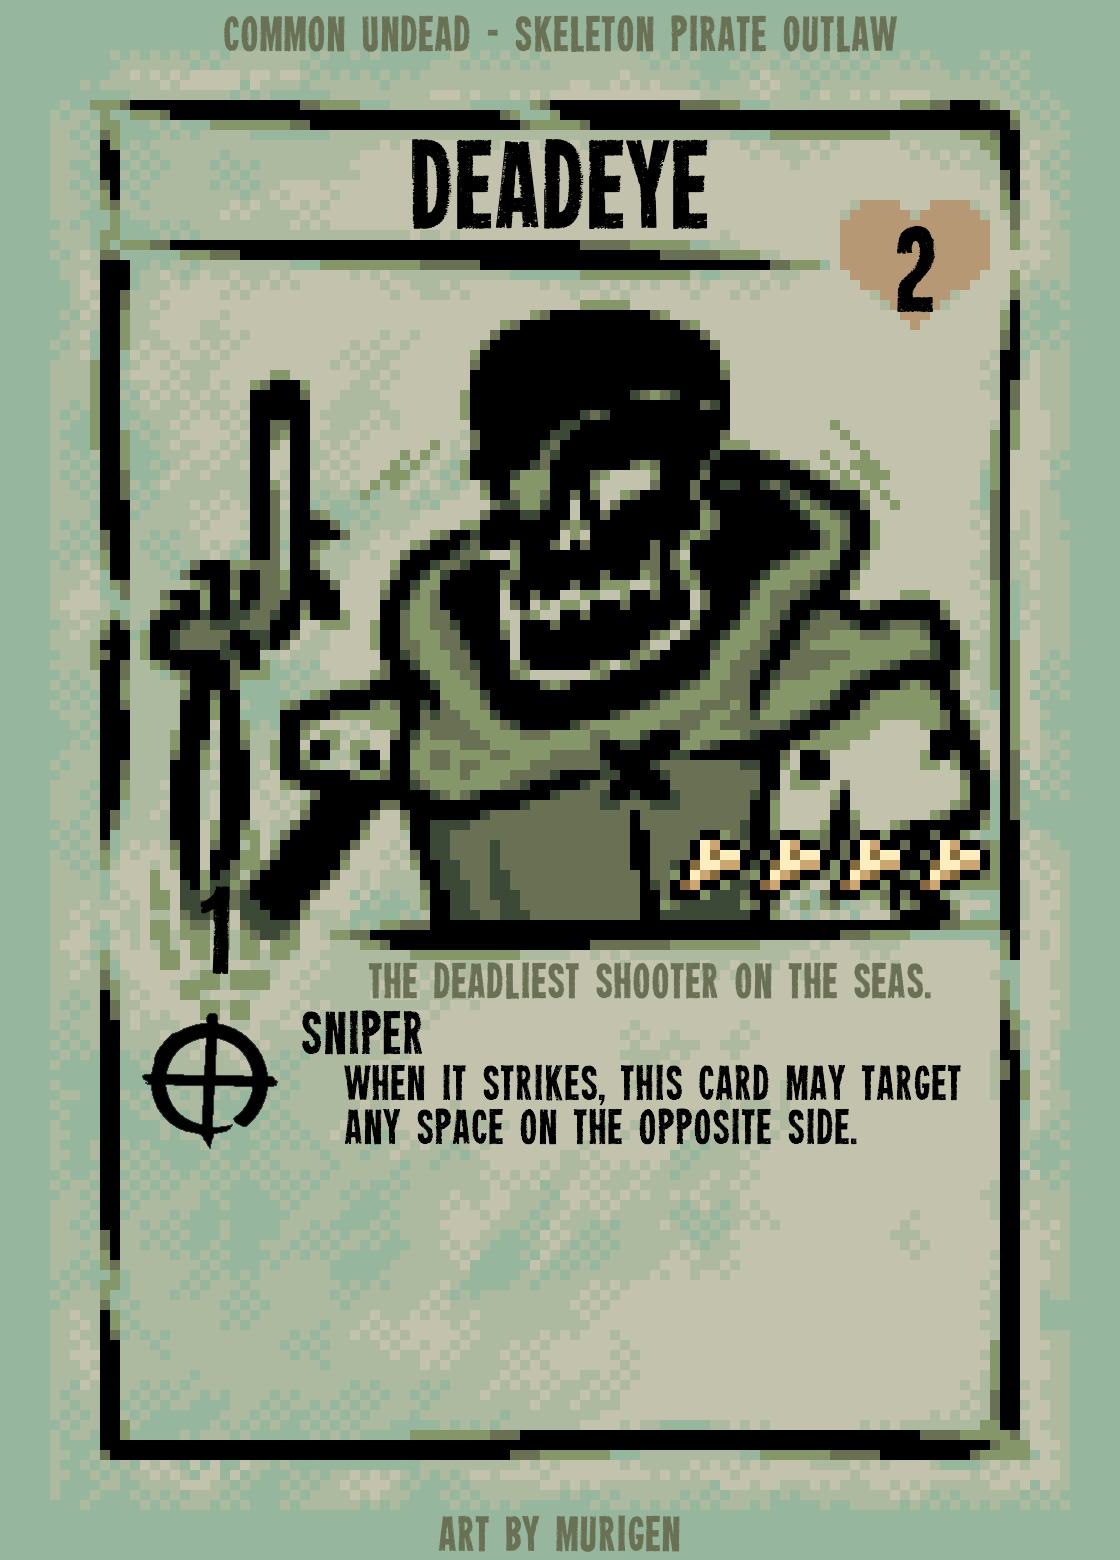 COMMON UNDEAD - SKELETON PIRATE OUTLAW
DEADEYE
2
1
THE DEADLIEST SHOOTER ON THE SEAS.
SNIPER
WHEN IT STRIKES, THIS CARD MAY TARGET
ANY SPACE ON THE OPPOSITE SIDE.
ART BY MURIGEN